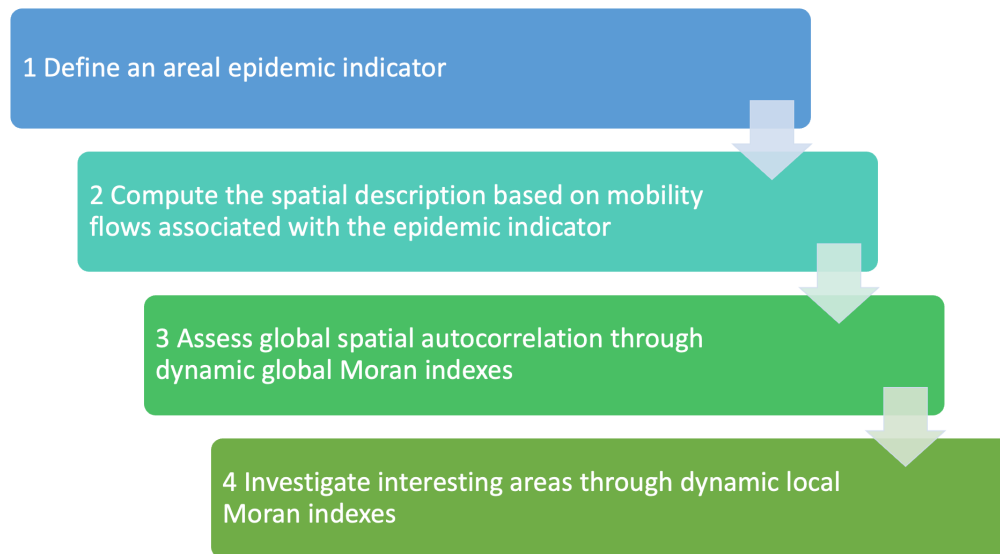 1 Define an areal epidemic indicator
2 Compute the spatial description based on mobility
flows associated with the epidemic indicator
3 Assess global spatial autocorrelation through
dynamic global Moran indexes
4 Investigate interesting areas through dynamic local
Moran indexes